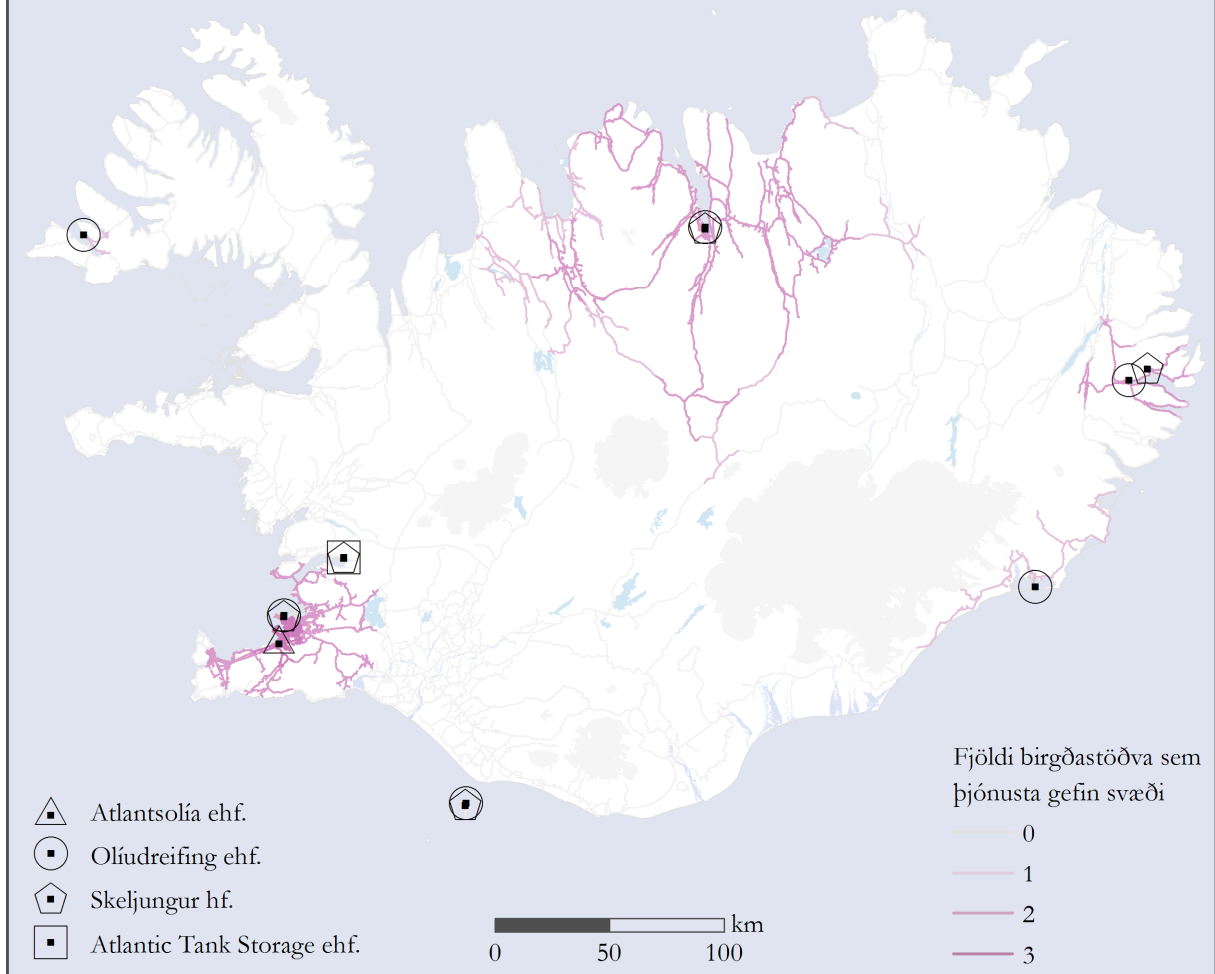 Fjöldi birgðastöðva sem
þjónusta gefin svæði
0
1
2
3
Atlantsolía ehf.
Olíudreifing ehf.
Skeljungur hf.
Atlantic Tank Storage ehf.
km
0 50 100